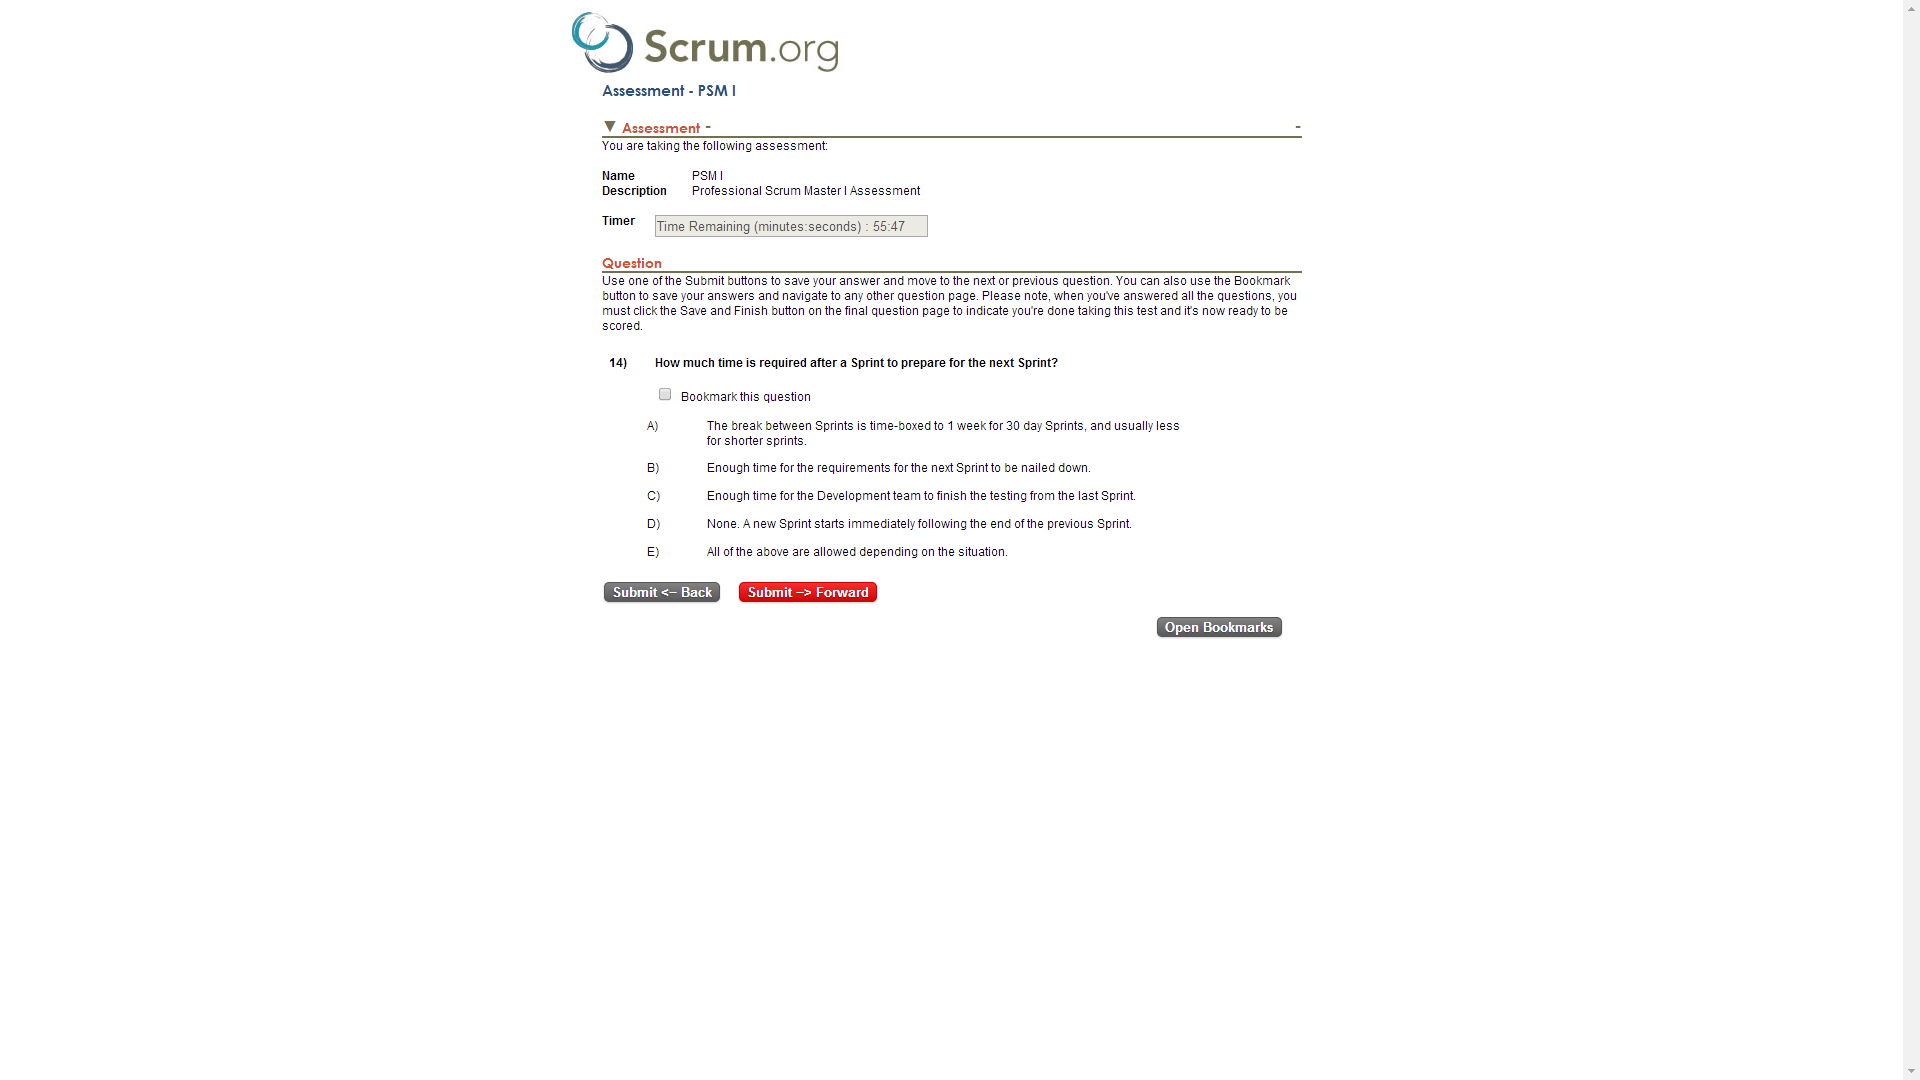 Scrum.org
Assessment - PSM I
▼ Assessment - -
You are taking the following assessment:
Name PSM I
Description Professional Scrum Master I Assessment
Timer Time Remaining (minutes:seconds) : 55:47
Question
Use one of the Submit buttons to save your answer and move to the next or previous question. You can also use the Bookmark
button to save your answers and navigate to any other question page. Please note, when you've answered all the questions, you
must click the Save and Finish button on the final question page to indicate you're done taking this test and it's now ready to be
scored.
14) How much time is required after a Sprint to prepare for the next Sprint?
Bookmark this question
A) The break between Sprints is time-boxed to 1 week for 30 day Sprints, and usually less
for shorter sprints.
B) Enough time for the requirements for the next Sprint to be nailed down.
C) Enough time for the Development team to finish the testing from the last Sprint.
D) None. A new Sprint starts immediately following the end of the previous Sprint.
E) All of the above are allowed depending on the situation.
Submit <-- Back Submit --> Forward
Open Bookmarks